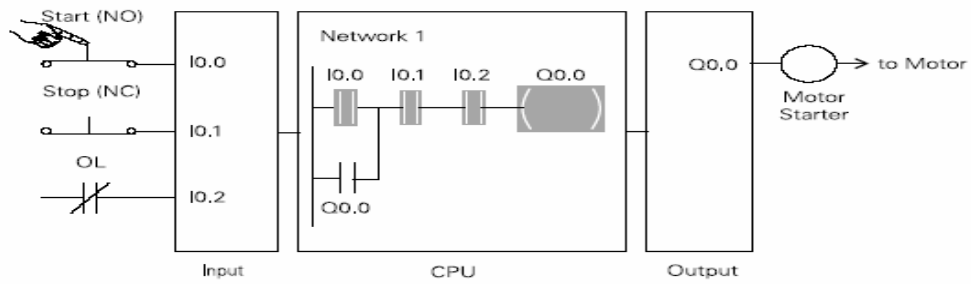 Start (NO)
I0.0
Stop (NC)
I0.1
OL
I0.2
Input
Network 1
I0.0 I0.1 I0.2 Q0.0
Q0.0
CPU
Q0.0
Output
Motor
Starter
to Motor